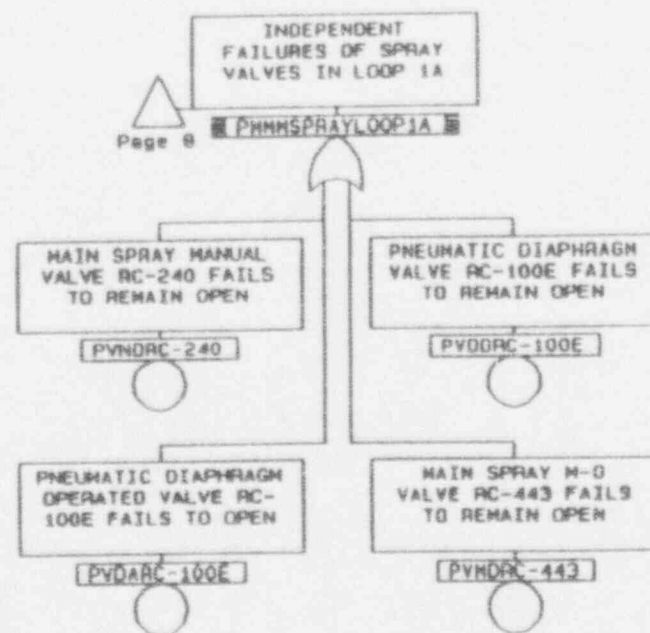 INDEPENDENT
FAILURES OF SPRAY
VALVES IN LOOP 1A
Page 8
PMMMSPRAYLOOP1A
MAIN SPRAY MANUAL
VALVE RC-240 FAILS
TO REMAIN OPEN
PVNDRC-240
PNEUMATIC DIAPHRAGM
VALVE RC-100E FAILS
TO REMAIN OPEN
PVDDRC-100E
PNEUMATIC DIAPHRAGM
OPERATED VALVE RC-
100E FAILS TO OPEN
PVDARC-100E
MAIN SPRAY M-O
VALVE RC-443 FAILS
TO REMAIN OPEN
PVMDRC-443